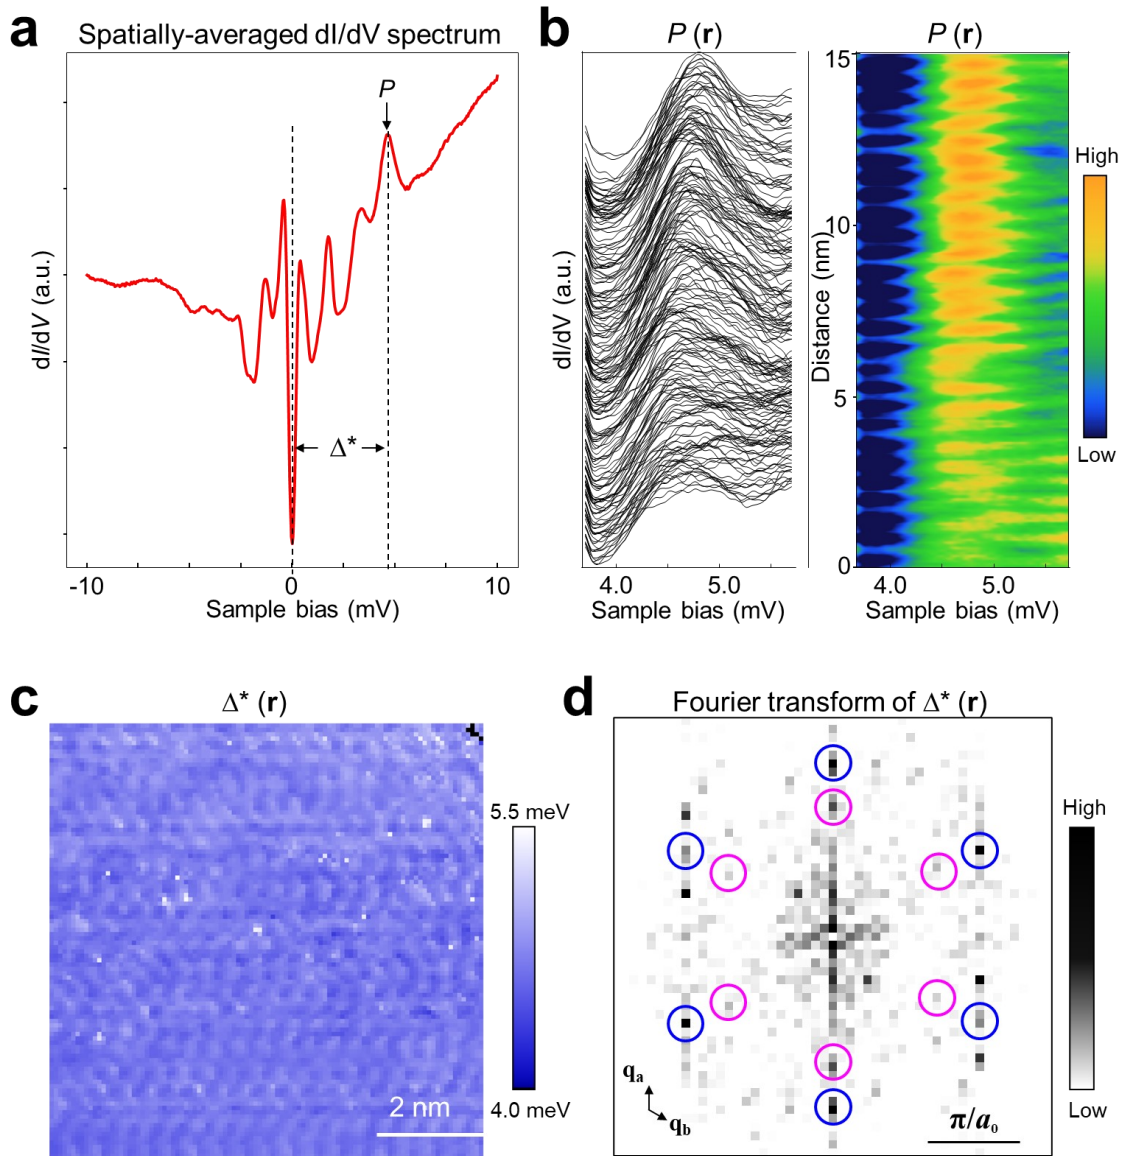 a
Spatially-averaged dI/dV spectrum
P
Δ*
dI/dV (a.u.)
-10
0
10
Sample bias (mV)
b
P (r)
P (r)
dI/dV (a.u.)
4.0
5.0
Sample bias (mV)
Distance (nm)
15
10
5
0
4.0
5.0
Sample bias (mV)
High
Low
c
Δ* (r)
2 nm
5.5 meV
4.0 meV
d
Fourier transform of Δ* (r)
qa
qb
π/a₀
High
Low